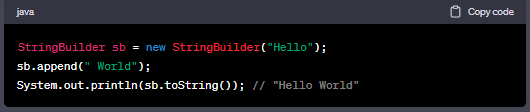 java
Copy code
StringBuilder sb = new StringBuilder("Hello");
sb.append(" World");
System.out.println(sb.toString()); // "Hello World"